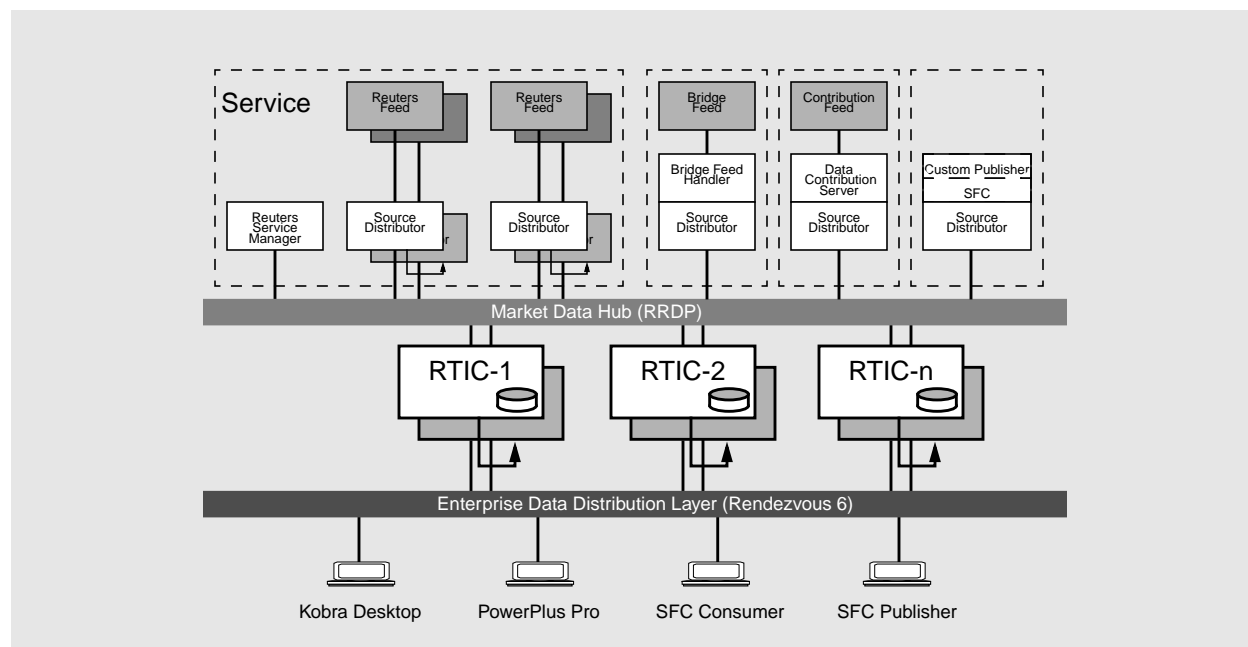 Service
Reuters
Feed
Reuters
Feed
Bridge
Feed
Contribution
Feed
Bridge Feed
Handler
Data
Contribution
Server
Custom Publisher
SFC
Reuters
Service
Manager
Source
Distributor
Source
Distributor
Source
Distributor
Source
Distributor
Source
Distributor
Market Data Hub (RRDP)
RTIC-1
RTIC-2
RTIC-n
Enterprise Data Distribution Layer (Rendezvous 6)
Kobra Desktop
PowerPlus Pro
SFC Consumer
SFC Publisher